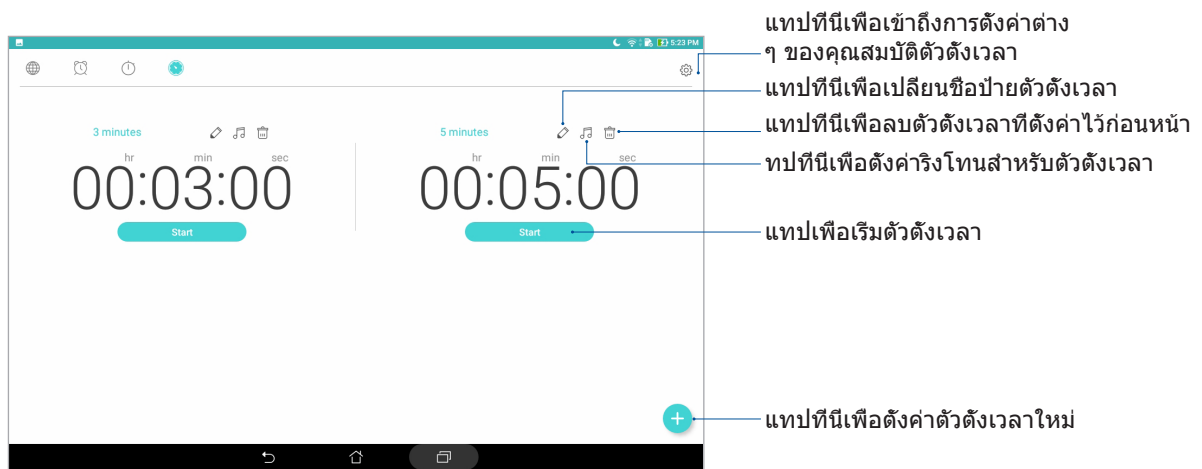 แทปที่นี่เพื่อเข้าถึงการตั้งค่าต่าง
ๆ ของคุณสมบัติตัวตั้งเวลา
5:23 PM
แทปที่นี่เพื่อเปลี่ยนชื่อป้ายตัวตั้งเวลา
3 minutes
5 minutes
แทปที่นี่เพื่อลบตัวตั้งเวลาที่ตั้งค่าไว้ก่อนหน้า
ทปที่นี่เพื่อตั้งค่าริงโทนสำหรับตัวตั้งเวลา
hr min sec
00:03:00
hr min sec
00:05:00
Start
Start
แทปเพื่อเริ่มตัวตั้งเวลา
แทปที่นี่เพื่อตั้งค่าตัวตั้งเวลาใหม่